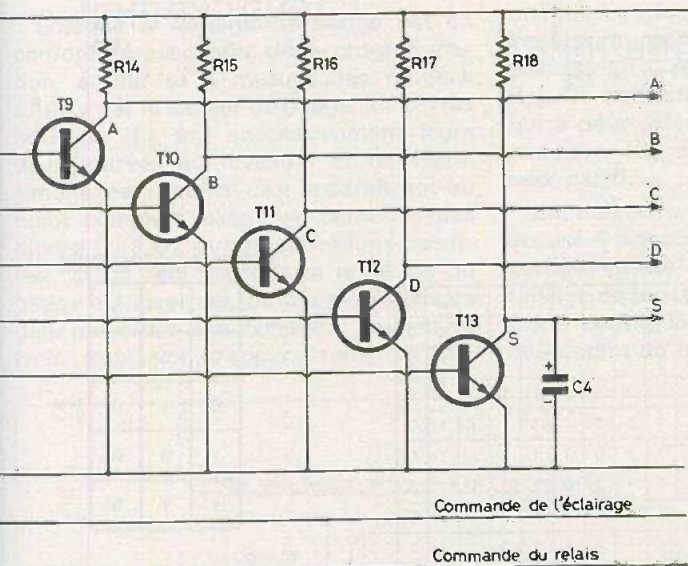 R14 R15 R16 R17 R18
T9 A
A
T10 B
B
T11 C
C
T12 D
D
T13 S
S
+
C4
-
Commande de l'éclairage
Commande du relais